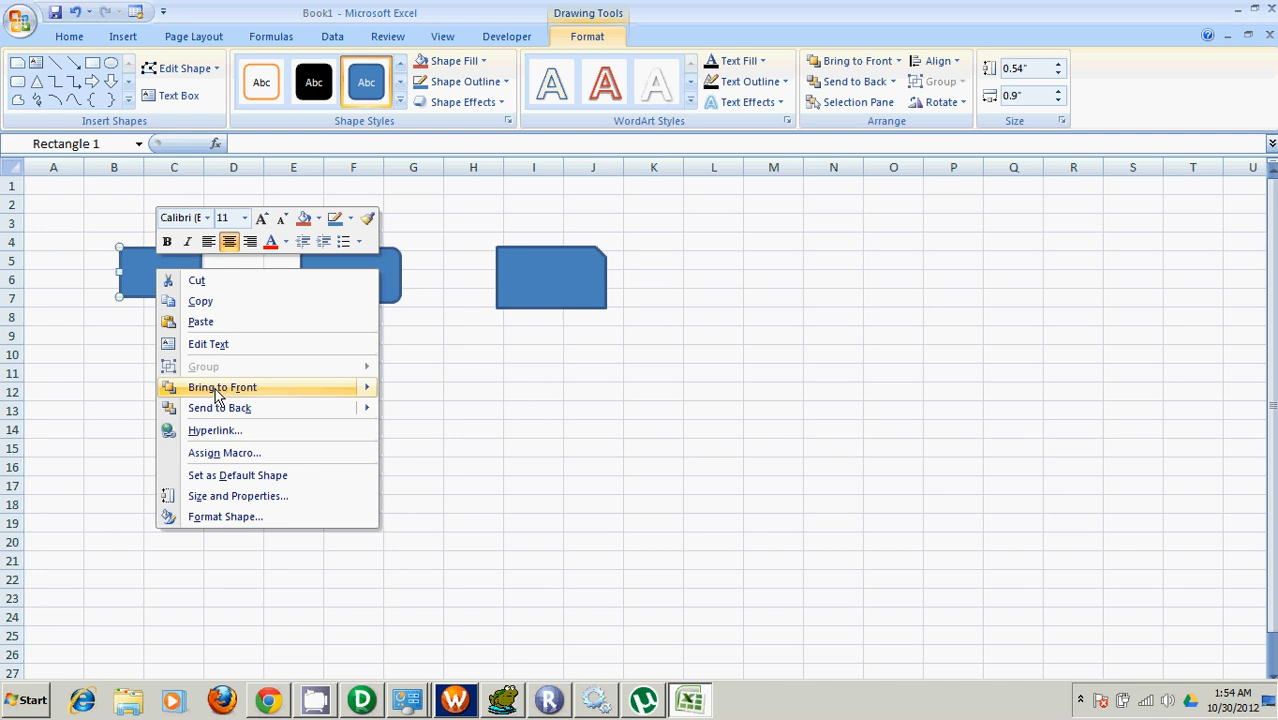 Book1 - Microsoft Excel
Drawing Tools
Home Insert Page Layout Formulas Data Review View Developer Format
Edit Shape
Text Box
Insert Shapes
Abc Abc Abc
Shape Fill
Shape Outline
Shape Effects
Shape Styles
A A A
Text Fill
Text Outline
Text Effects
WordArt Styles
Bring to Front
Send to Back
Selection Pane
Align
Group
Rotate
Arrange
0.54"
0.9"
Size
Rectangle 1
fx
A B C D E F G H I J K L M N O P Q R S T U
1
2
3
4
5
6
7
8
9
10
11
12
13
14
15
16
17
18
19
20
21
22
23
24
25
26
27
Calibri (E 11 A A
B I A
Cut
Copy
Paste
Edit Text
Group
Bring to Front
Send to Back
Hyperlink...
Assign Macro...
Set as Default Shape
Size and Properties...
Format Shape...
Start
D
W
R
1:54 AM
10/30/2012